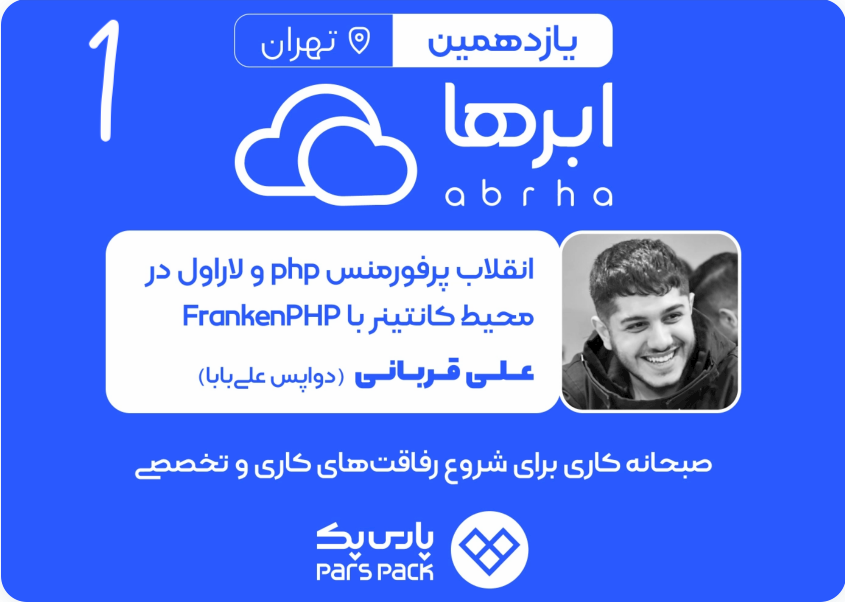 1
یازدهمین
تهران
ابرها
abrha
انقلاب پرفورمنس php و لاراول در
محیط کانتینر با FrankenPHP
علی قربانی (دواپس علی‌بابا)
صبحانه کاری برای شروع رفاقت‌های کاری و تخصصی
پارس پک
Pars Pack